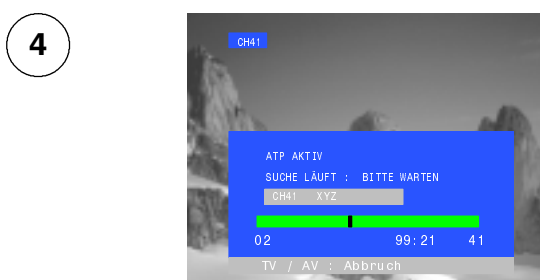 4
CH41
ATP AKTIV
SUCHE LÄUFT : BITTE WARTEN
CH41 XYZ
02 99:21 41
TV / AV : Abbruch